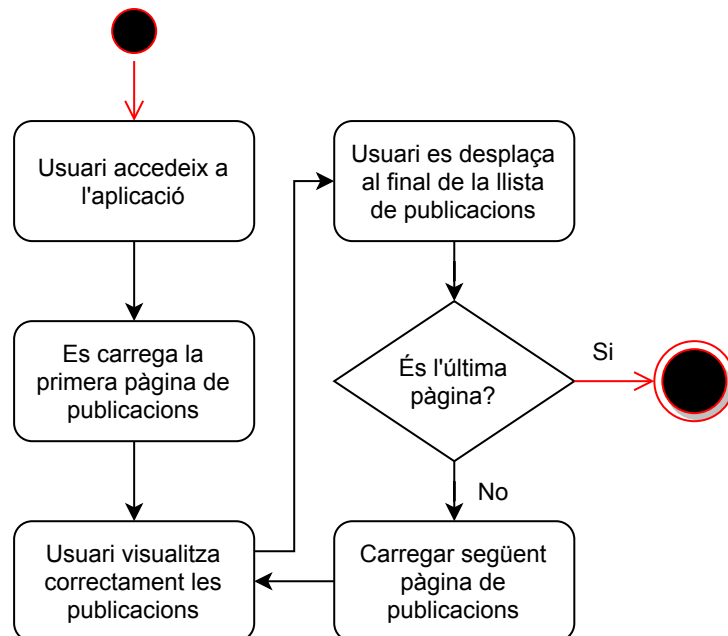 Usuari accedeix a
l'aplicació
Es carrega la
primera pàgina de
publicacions
Usuari visualitza
correctament les
publicacions
Usuari es desplaça
al final de la llista
de publicacions
És l'última
pàgina?
Si
No
Carregar següent
pàgina de
publicacions